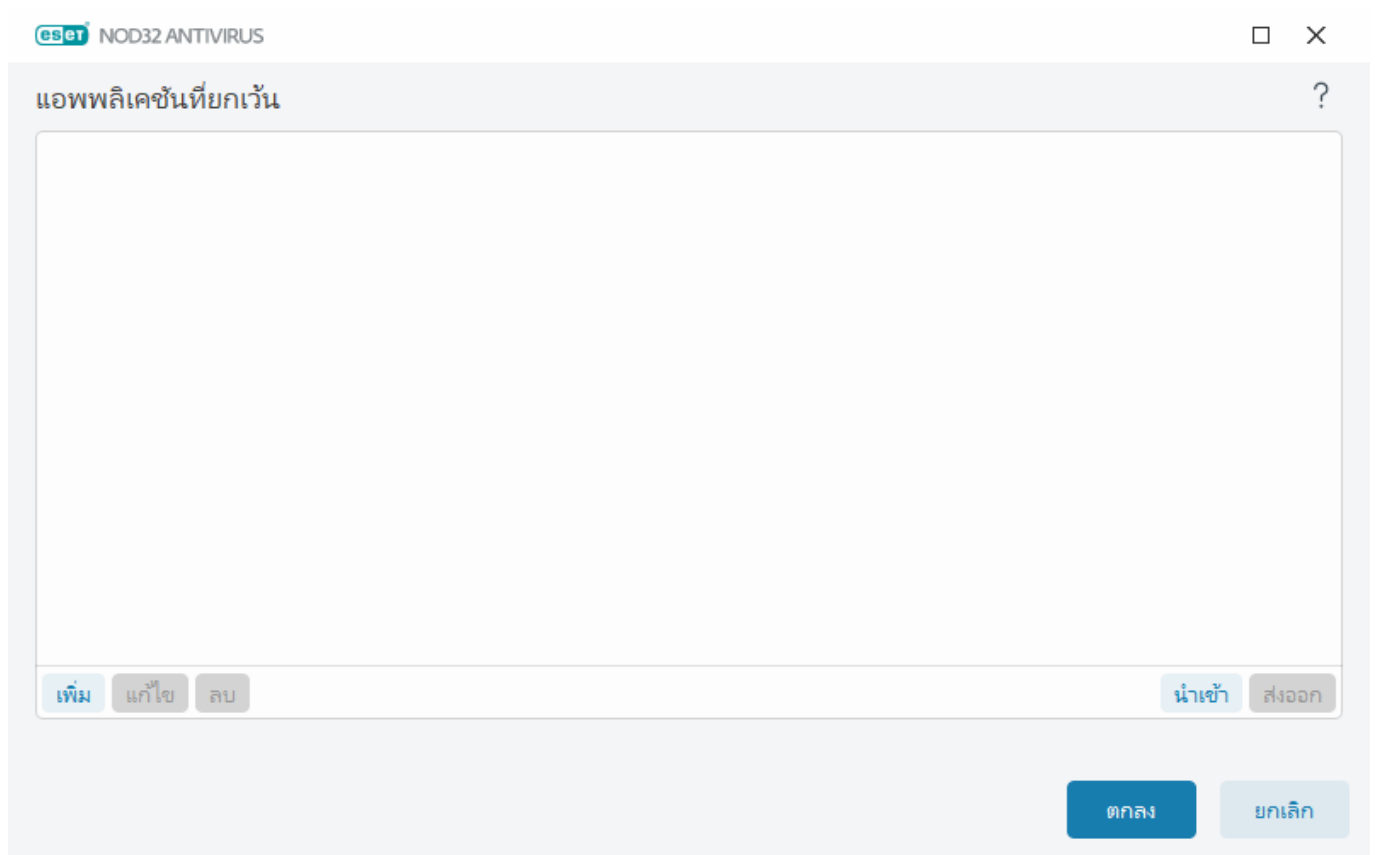 eset NOD32 ANTIVIRUS
แอพพลิเคชันที่ยกเว้น ?
เพิ่ม แก้ไข ลบ นำเข้า ส่งออก
ตกลง ยกเลิก